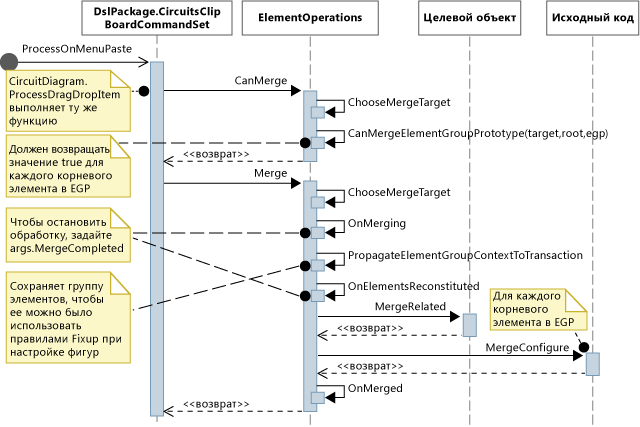 DslPackage.CircuitsClip
BoardCommandSet
ElementOperations
Целевой объект
Исходный код
ProcessOnMenuPaste
CircuitDiagram.
ProcessDragDropItem
выполняет ту же
функцию
CanMerge
ChooseMergeTarget
CanMergeElementGroupPrototype(target,root,egp)
Должен возвращать
значение true для
каждого корневого
элемента в EGP
<<возврат>>
Merge
ChooseMergeTarget
Чтобы остановить
обработку, задайте
args.MergeCompleted
OnMerging
PropagateElementGroupContextToTransaction
OnElementsReconstituted
Сохраняет группу
элементов, чтобы
ее можно было
использовать
правилами Fixup при
настройке фигур
MergeRelated
Для каждого
корневого
элемента в EGP
<<возврат>>
MergeConfigure
<<возврат>>
OnMerged
<<возврат>>